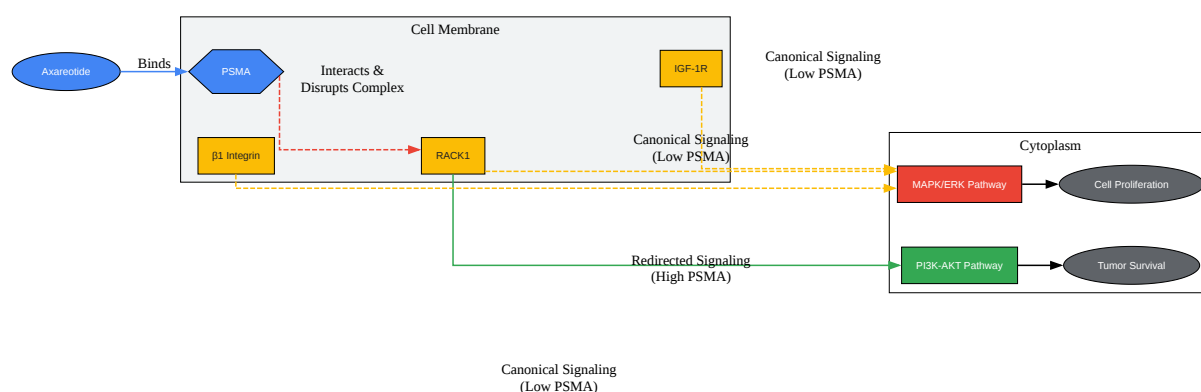 Cell Membrane
Axareotide
Binds
PSMA
Interacts &
Disrupts Complex
IGF-1R
Canonical Signaling
(Low PSMA)
β1 Integrin
RACK1
Canonical Signaling
(Low PSMA)
Cytoplasm
MAPK/ERK Pathway
Cell Proliferation
Redirected Signaling
(High PSMA)
PI3K-AKT Pathway
Tumor Survival
Canonical Signaling
(Low PSMA)